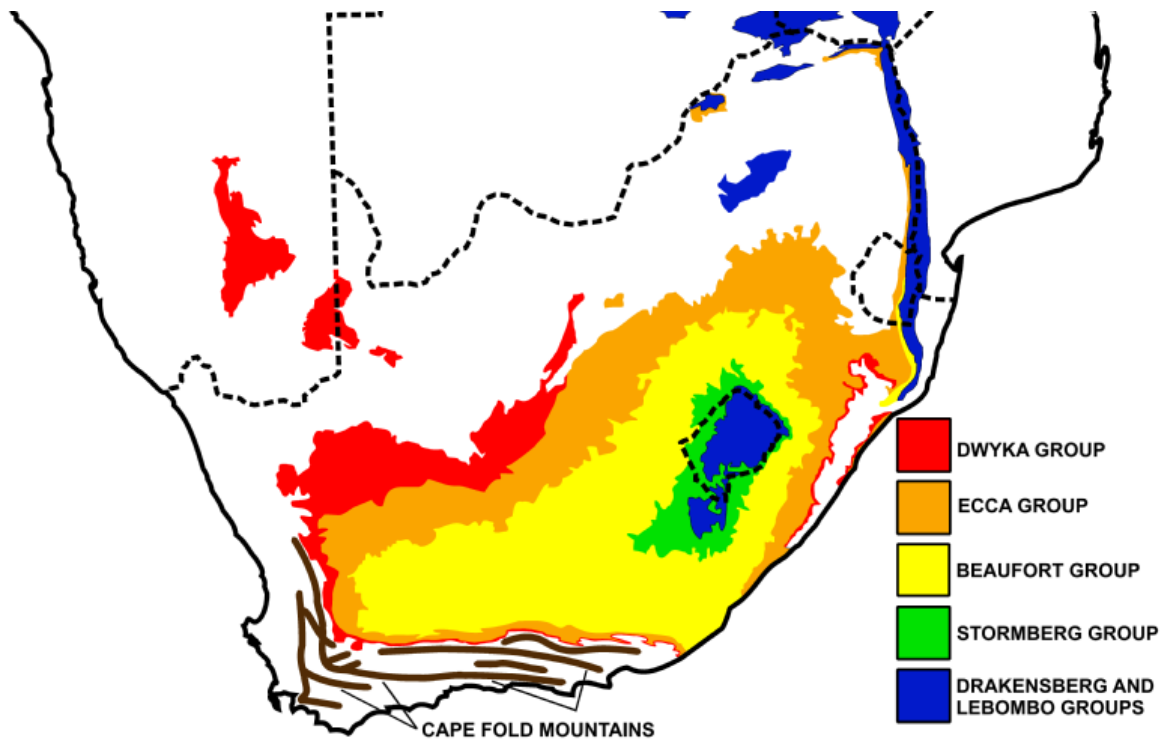 DWYKA GROUP
ECCA GROUP
BEAUFORT GROUP
STORMBERG GROUP
DRAKENSBERG AND
LEBOMBO GROUPS
CAPE FOLD MOUNTAINS